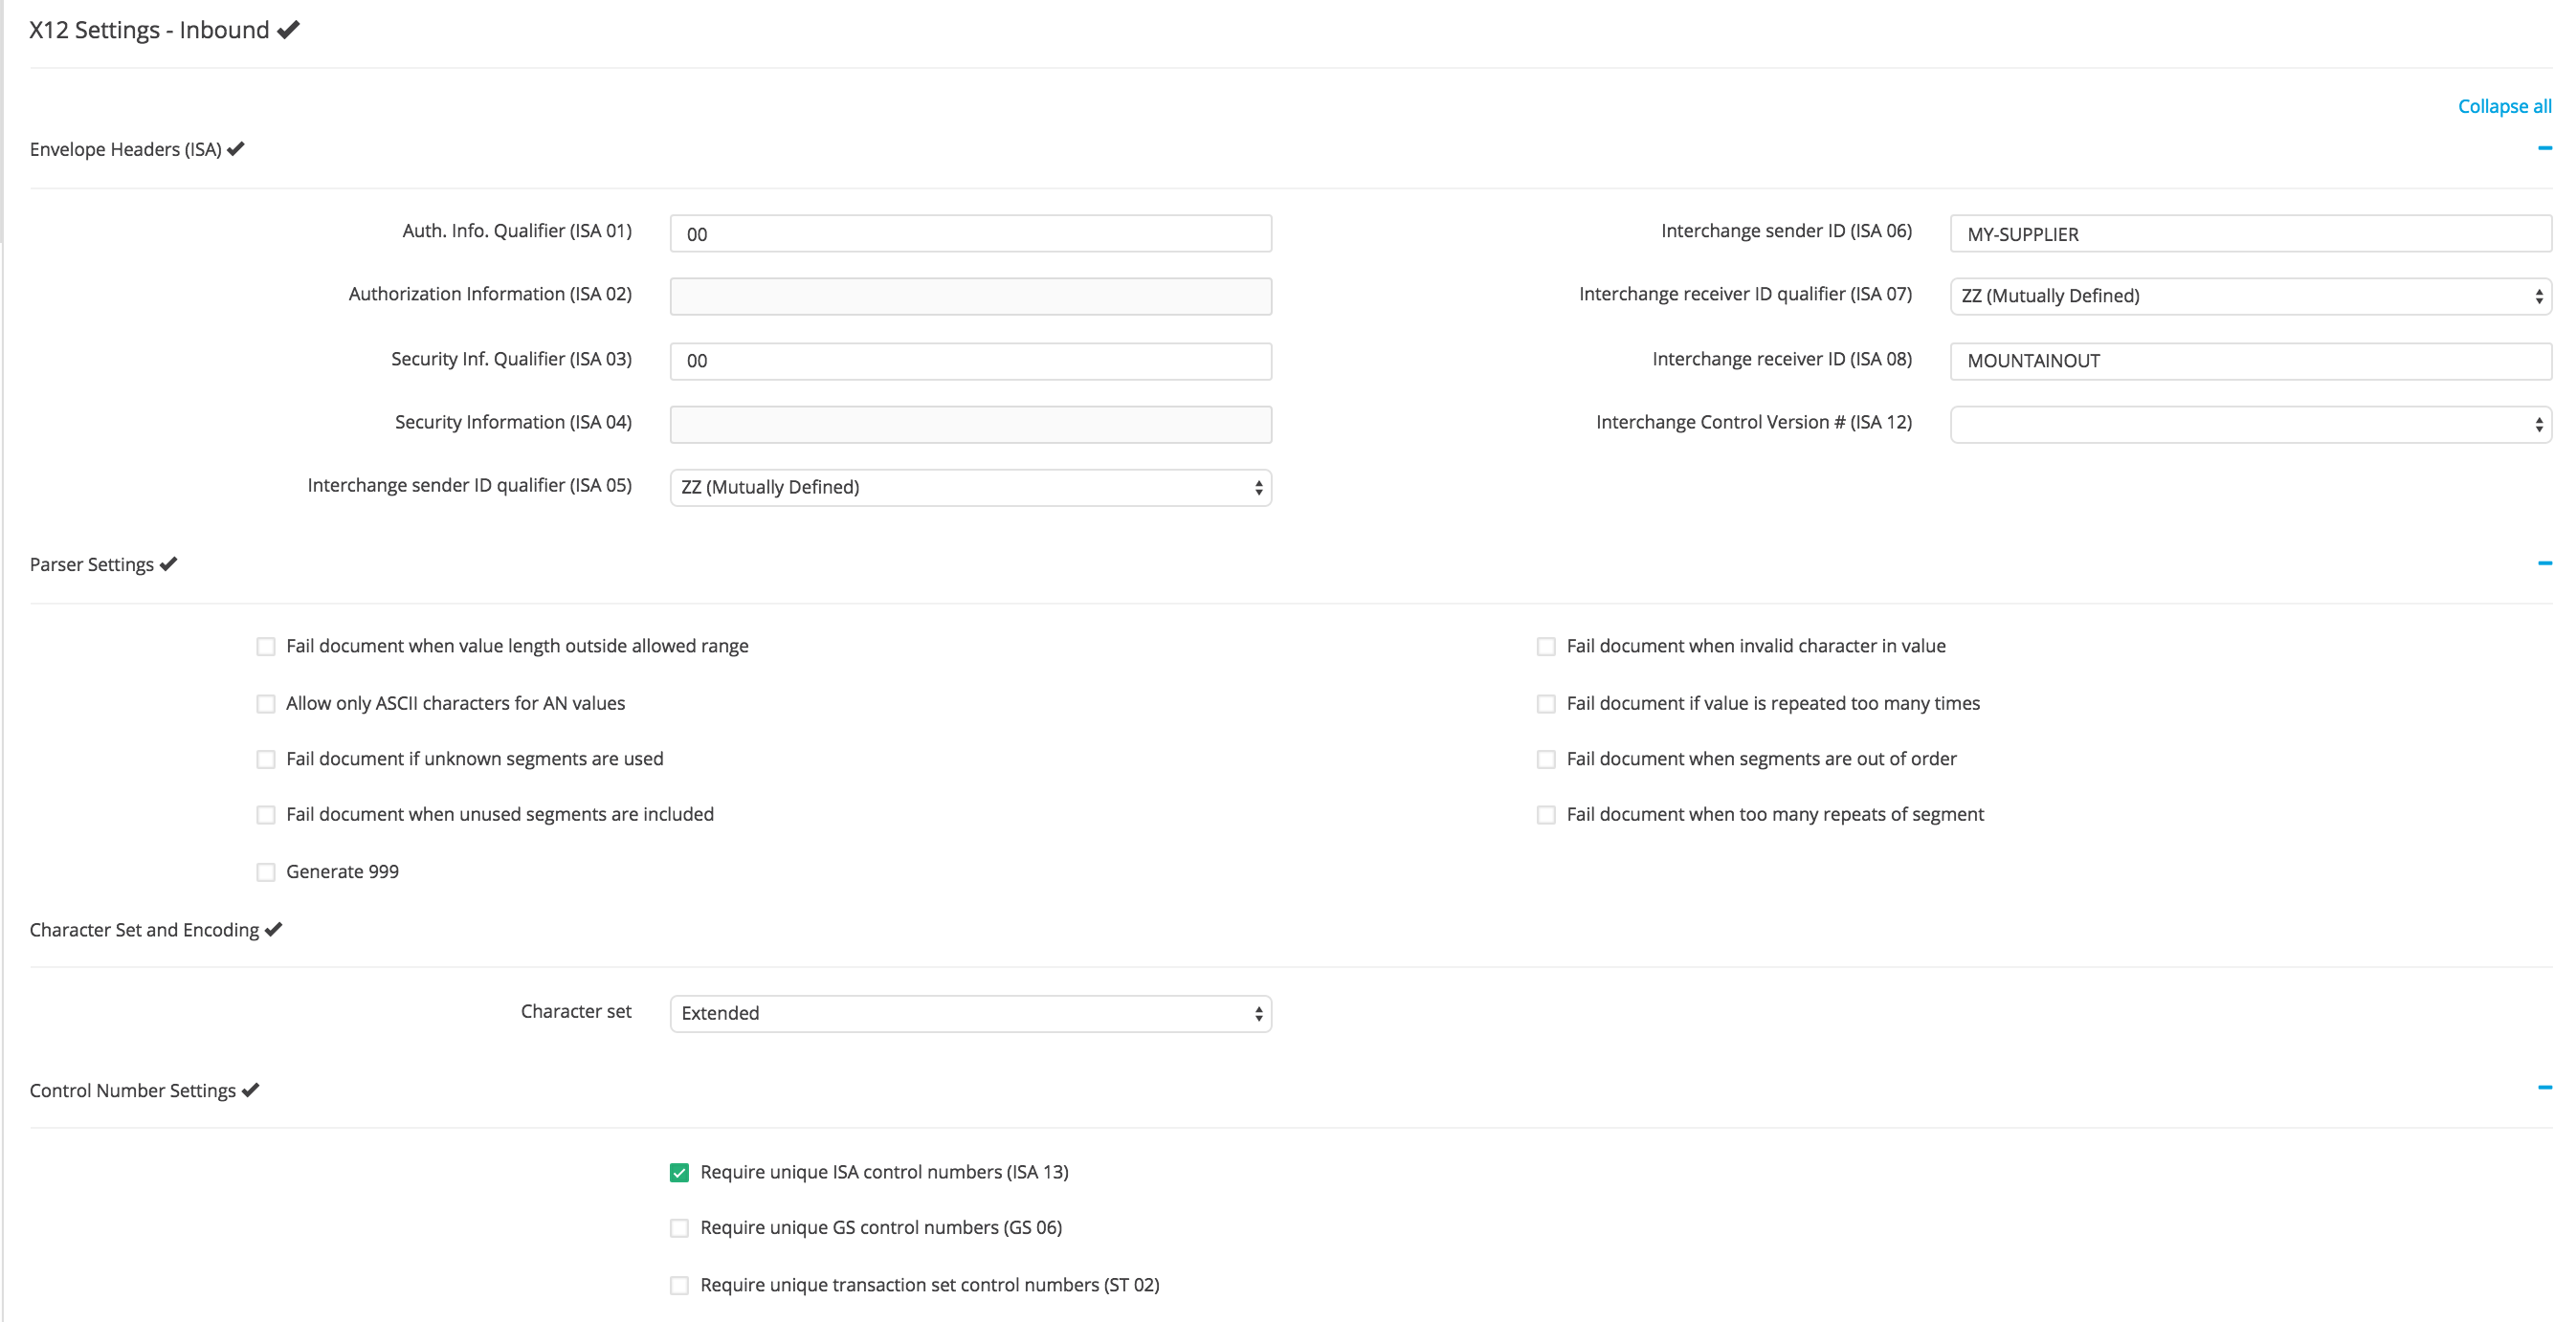 X12 Settings - Inbound
Collapse all
Envelope Headers (ISA)
Auth. Info. Qualifier (ISA 01)
00
Interchange sender ID (ISA 06)
MY-SUPPLIER
Authorization Information (ISA 02)
Interchange receiver ID qualifier (ISA 07)
ZZ (Mutually Defined)
Security Inf. Qualifier (ISA 03)
00
Interchange receiver ID (ISA 08)
MOUNTAINOUT
Security Information (ISA 04)
Interchange Control Version # (ISA 12)
Interchange sender ID qualifier (ISA 05)
ZZ (Mutually Defined)
Parser Settings
Fail document when value length outside allowed range
Fail document when invalid character in value
Allow only ASCII characters for AN values
Fail document if value is repeated too many times
Fail document if unknown segments are used
Fail document when segments are out of order
Fail document when unused segments are included
Fail document when too many repeats of segment
Generate 999
Character Set and Encoding
Character set
Extended
Control Number Settings
Require unique ISA control numbers (ISA 13)
Require unique GS control numbers (GS 06)
Require unique transaction set control numbers (ST 02)